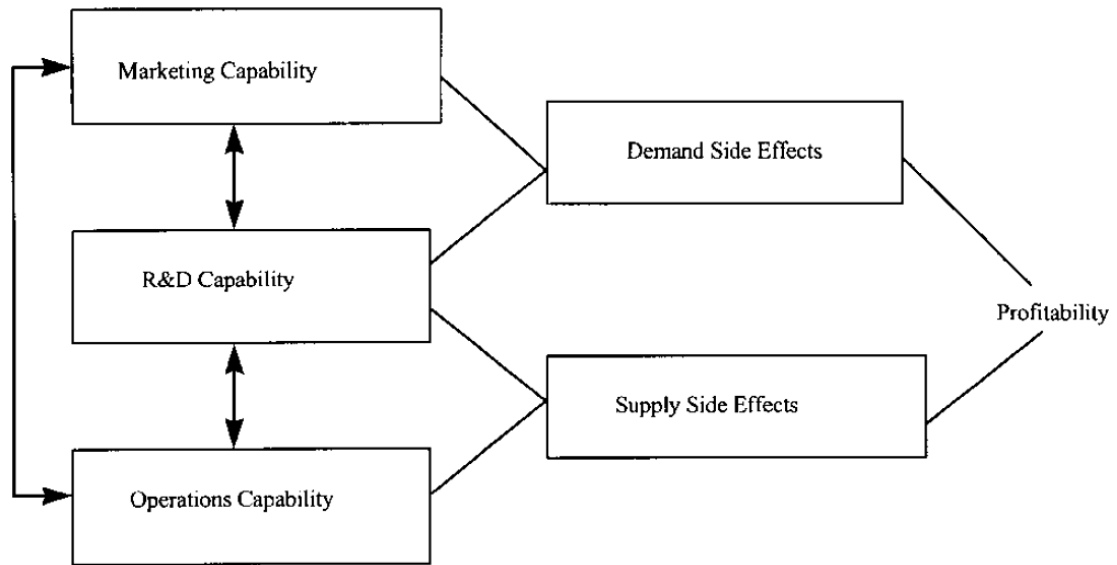 Marketing Capability
Demand Side Effects
R&D Capability
Profitability
Supply Side Effects
Operations Capability